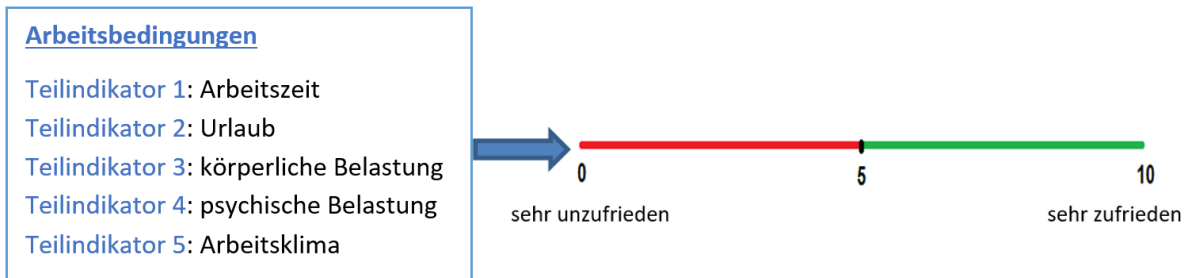 Arbeitsbedingungen
Teilindikator 1: Arbeitszeit
Teilindikator 2: Urlaub
Teilindikator 3: körperliche Belastung
Teilindikator 4: psychische Belastung
Teilindikator 5: Arbeitsklima
0 5 10
sehr unzufrieden sehr zufrieden